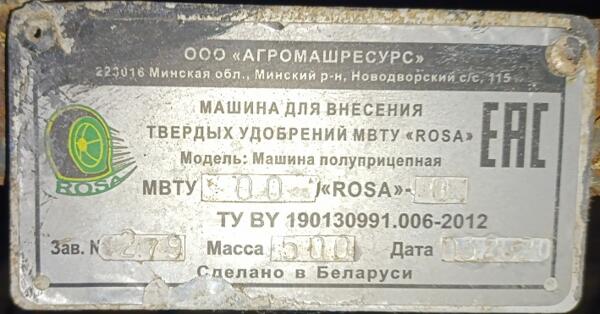 ООО «АГРОМАШРЕСУРС»
223016 Минская обл., Минский р-н, Новодворский с/с, 115
МАШИНА ДЛЯ ВНЕСЕНИЯ
ТВЕРДЫХ УДОБРЕНИЙ МВТУ «ROSA»
ЕАС
Модель: Машина полуприцепная
ROSA
МВТУ /«ROSA»-
ТУ BY 190130991.006-2012
Зав. № Масса 500 Дата
Сделано в Беларуси